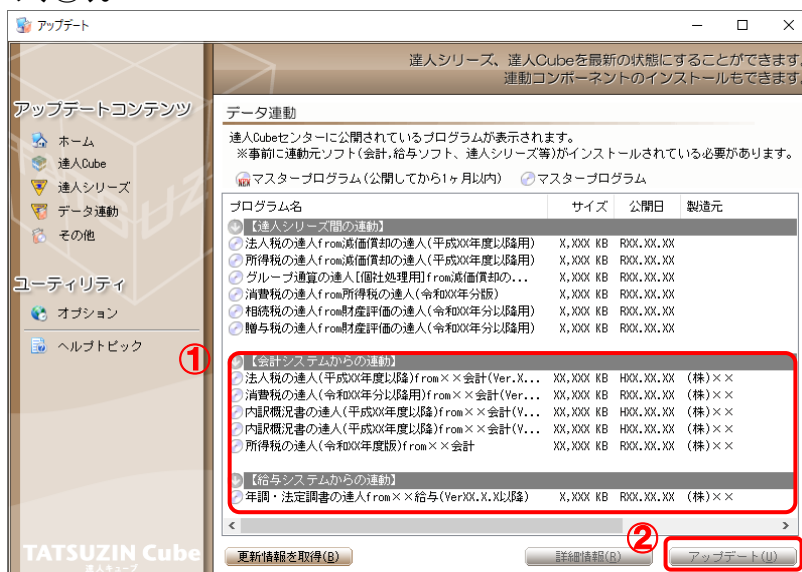 アップデート
達人シリーズ、達人Cubeを最新の状態にすることができます。
連動コンポーネントのインストールもできます。
アップデートコンテンツ
ホーム
達人Cube
達人シリーズ
データ連動
その他
ユーティリティ
オプション
ヘルプトピック
TATSUZIN Cube
達人キューブ
データ連動
達人Cubeセンターに公開されているプログラムが表示されます。
※事前に連動元ソフト(会計,給与ソフト、達人シリーズ等)がインストールされている必要があります。
NEW マスタープログラム(公開してから1ヶ月以内) マスタープログラム
プログラム名 サイズ 公開日 製造元
【達人シリーズ間の連動】
法人税の達人from減価償却の達人(平成XX年度以降用) X,XXX KB RXX.XX.XX
所得税の達人from減価償却の達人(令和XX年度以降用) X,XXX KB RXX.XX.XX
グループ通算の達人[個社処理用]from減価償却の... X,XXX KB RXX.XX.XX
消費税の達人from所得税の達人(令和XX年分版) X,XXX KB RXX.XX.XX
相続税の達人from財産評価の達人(令和XX年分以降用) X,XXX KB RXX.XX.XX
贈与税の達人from財産評価の達人(令和XX年分以降用) X,XXX KB RXX.XX.XX
①
【会計システムからの連動】
法人税の達人(平成XX年度以降)from××会計(Ver.X... XX,XXX KB HXX.XX.XX (株)××
消費税の達人(令和XX年分以降用)from××会計(Ver... XX,XXX KB RXX.XX.XX (株)××
内訳概況書の達人(平成XX年度以降)from××会計(V... XX,XXX KB RXX.XX.XX (株)××
内訳概況書の達人(平成XX年度以降)from××会計(V... XX,XXX KB RXX.XX.XX (株)××
所得税の達人(令和XX年度版)from××会計 XX,XXX KB RXX.XX.XX (株)××
【給与システムからの連動】
年調・法定調書の達人from××給与(VerXX.X.X以降) X,XXX KB RXX.XX.XX (株)××
②
更新情報を取得(B) 詳細情報(R) アップデート(U)